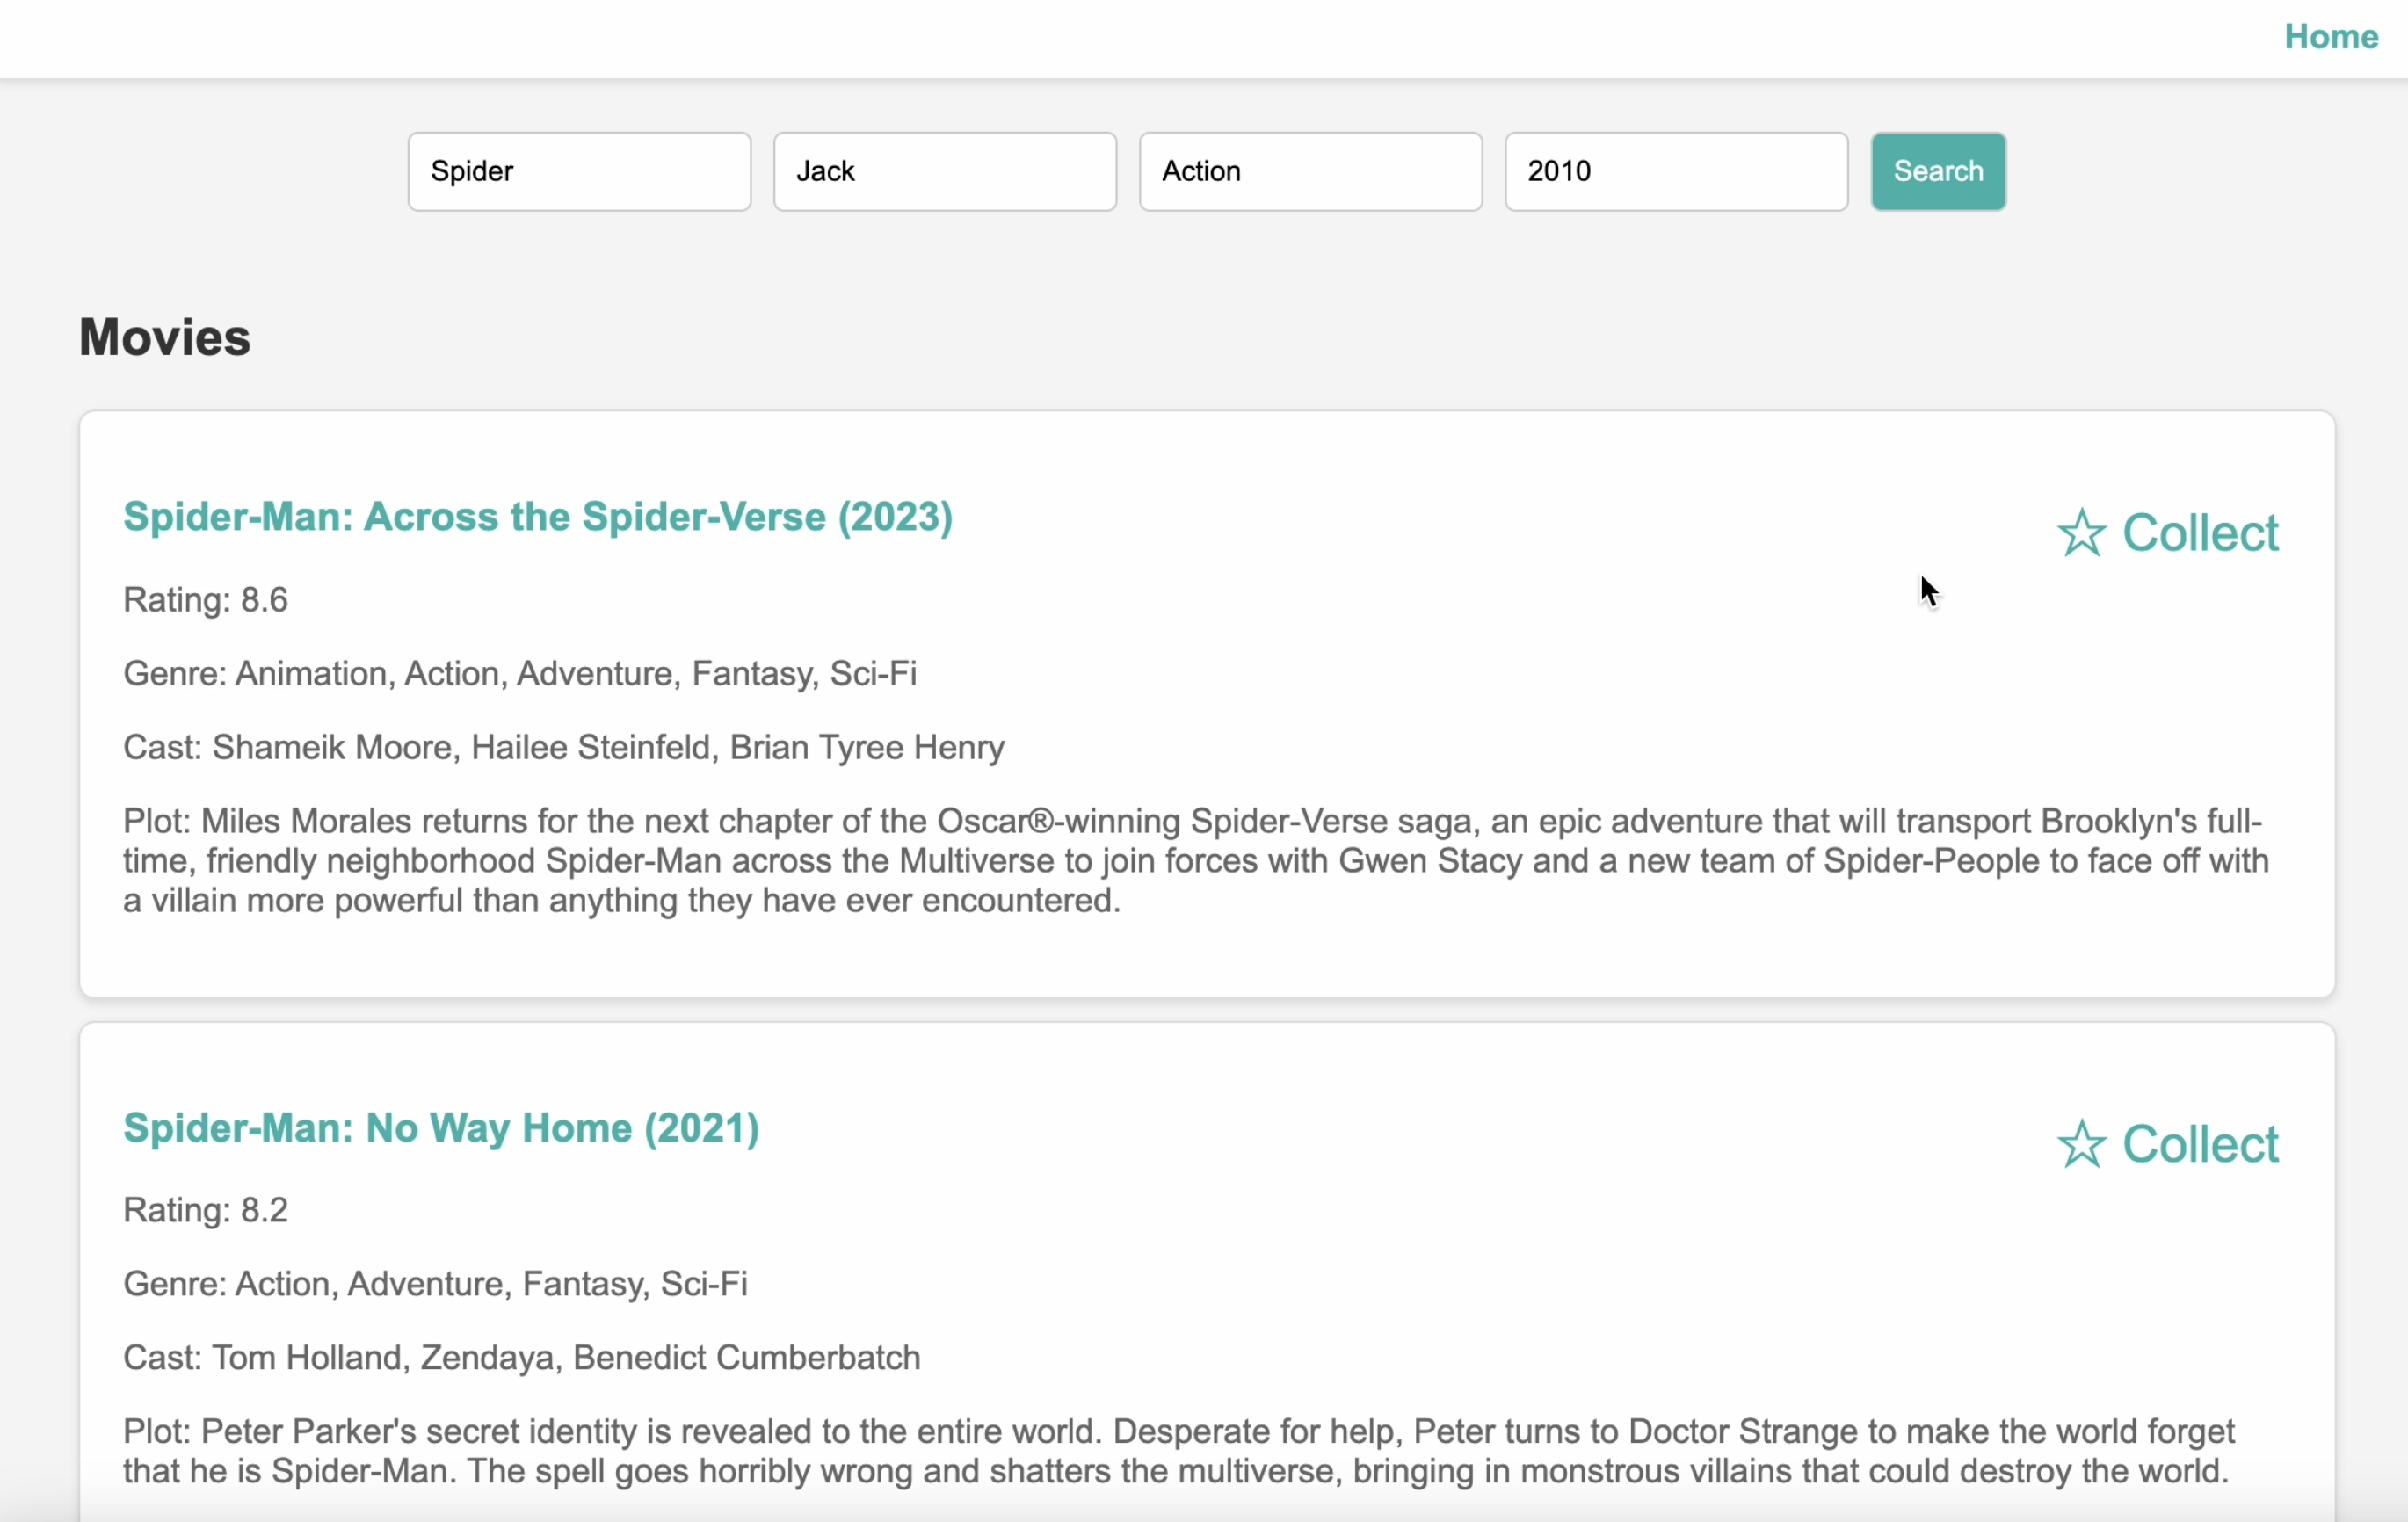 Home
Spider
Jack
Action
2010
Search
Movies
Spider-Man: Across the Spider-Verse (2023)
☆ Collect
Rating: 8.6
Genre: Animation, Action, Adventure, Fantasy, Sci-Fi
Cast: Shameik Moore, Hailee Steinfeld, Brian Tyree Henry
Plot: Miles Morales returns for the next chapter of the Oscar®-winning Spider-Verse saga, an epic adventure that will transport Brooklyn's full-
time, friendly neighborhood Spider-Man across the Multiverse to join forces with Gwen Stacy and a new team of Spider-People to face off with
a villain more powerful than anything they have ever encountered.
Spider-Man: No Way Home (2021)
☆ Collect
Rating: 8.2
Genre: Action, Adventure, Fantasy, Sci-Fi
Cast: Tom Holland, Zendaya, Benedict Cumberbatch
Plot: Peter Parker's secret identity is revealed to the entire world. Desperate for help, Peter turns to Doctor Strange to make the world forget
that he is Spider-Man. The spell goes horribly wrong and shatters the multiverse, bringing in monstrous villains that could destroy the world.